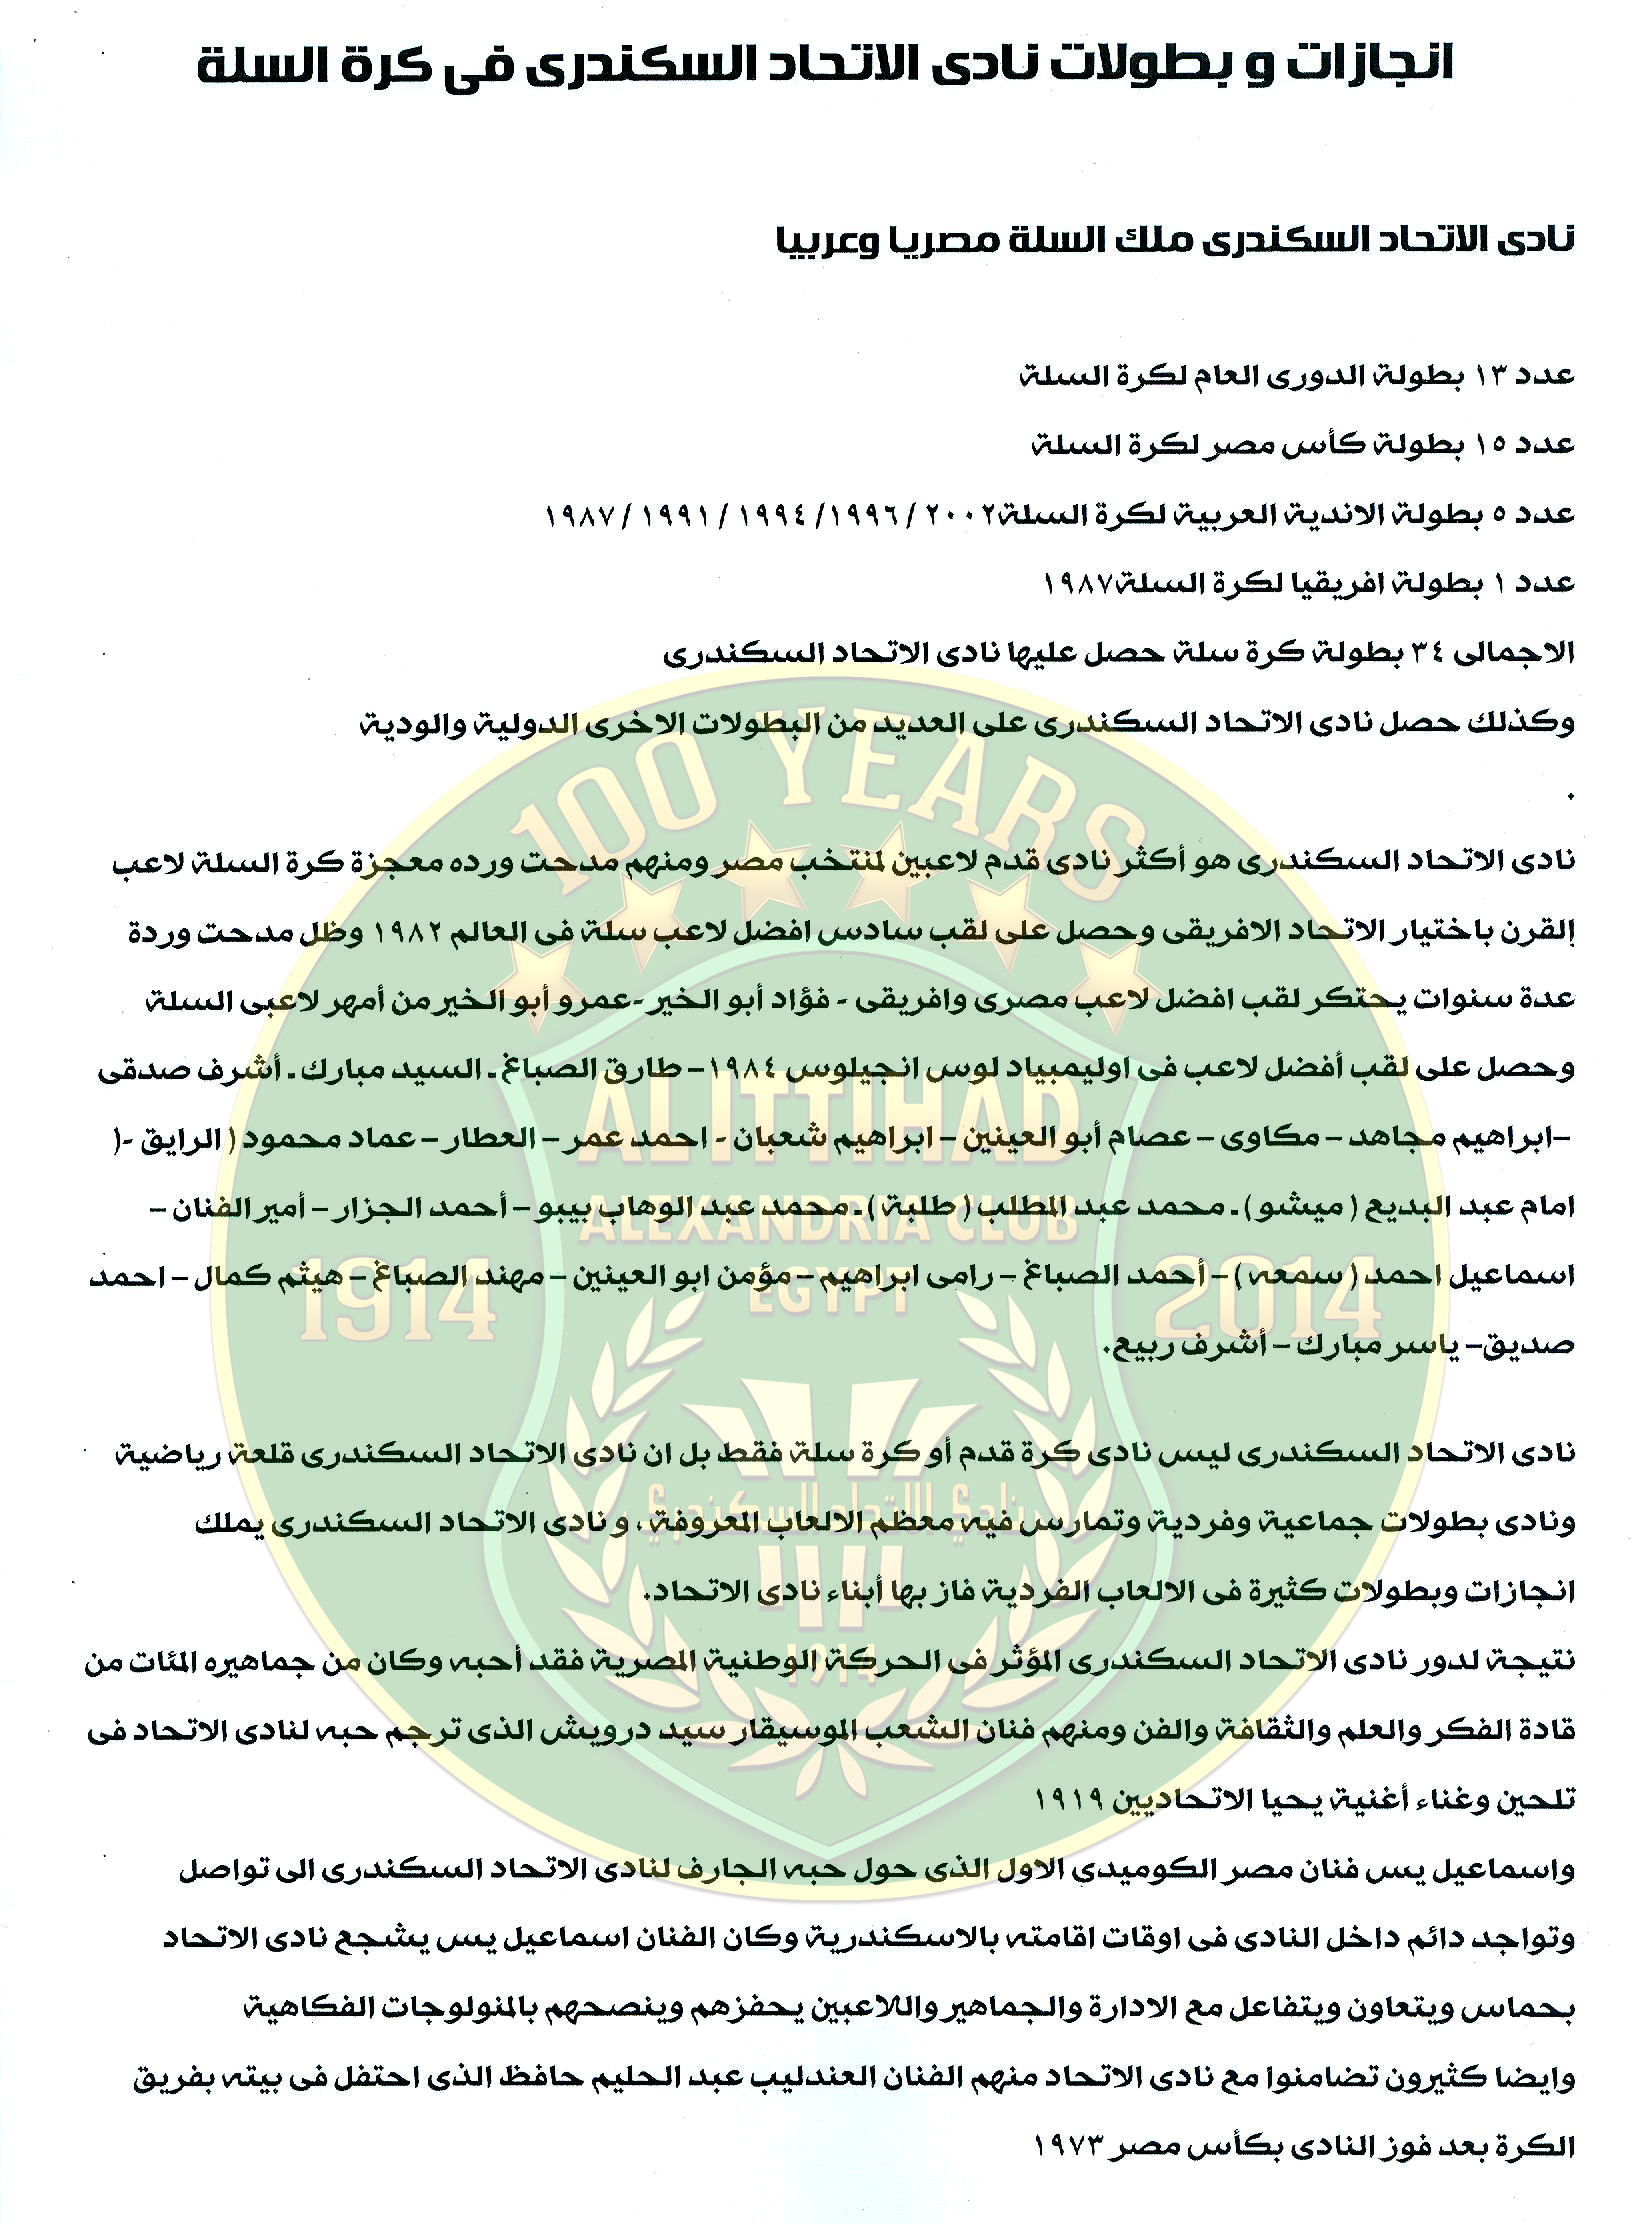 انجازات و بطولات نادى الاتحاد السكندرى فى كرة السلة
نادى الاتحاد السكندرى ملك السلة مصريا وعربيا
عدد ١٣ بطولة الدورى العام لكرة السلة
عدد ١٥ بطولة كأس مصر لكرة السلة
عدد ٥ بطولة الاندية العربية لكرة السلة٢٠٠٢ / ١٩٩٦/ ١٩٩٤ / ١٩٩١ / ١٩٨٧
عدد ١ بطولة افريقيا لكرة السلة١٩٨٧
الاجمالى ٣٤ بطولة كرة سلة حصل عليها نادى الاتحاد السكندرى
وكذلك حصل نادى الاتحاد السكندرى على العديد من البطولات الاخرى الدولية والودية
.
نادى الاتحاد السكندرى هو أكثر نادى قدم لاعبين لمنتخب مصر ومنهم مدحت ورده معجزة كرة السلة لاعب
القرن باختيار الاتحاد الافريقى وحصل على لقب سادس افضل لاعب سلة فى العالم ١٩٨٢ وظل مدحت وردة
عدة سنوات يحتكر لقب افضل لاعب مصرى وافريقى - فؤاد أبو الخير -عمرو أبو الخير من أمهر لاعبى السلة
وحصل على لقب أفضل لاعب فى اوليمبياد لوس انجيلوس ١٩٨٤- طارق الصباغ - السيد مبارك - أشرف صدقى
-ابراهيم مجاهد – مكاوى – عصام أبو العينين – ابراهيم شعبان - احمد عمر – العطار – عماد محمود ( الرايق -(
امام عبد البديع ( ميشو) - محمد عبد المطلب ( طلبة) - محمد عبد الوهاب بيبو – أحمد الجزار – أمير الفنان –
اسماعيل احمد ( سمعه) – أحمد الصباغ – رامى ابراهيم – مؤمن ابو العينين – مهند الصباغ – هيثم كمال – احمد
صديق– ياسر مبارك – أشرف ربيع.
نادى الاتحاد السكندرى ليس نادى كرة قدم أو كرة سلة فقط بل ان نادى الاتحاد السكندرى قلعة رياضية
ونادى بطولات جماعية وفردية وتمارس فيه معظم الالعاب المعروفة، و نادى الاتحاد السكندرى يملك
انجازات وبطولات كثيرة فى الالعاب الفردية فاز بها أبناء نادى الاتحاد.
نتيجة لدور نادى الاتحاد السكندرى المؤثر فى الحركة الوطنية المصرية فقد أحبه وكان من جماهيره المئات من
قادة الفكر والعلم والثقافة والفن ومنهم فنان الشعب الموسيقار سيد درويش الذى ترجم حبه لنادى الاتحاد فى
تلحين وغناء أغنية يحيا الاتحاديين ١٩١٩
واسماعيل يس فنان مصر الكوميدى الاول الذى حول حبه الجارف لنادى الاتحاد السكندرى الى تواصل
وتواجد دائم داخل النادى فى اوقات اقامته بالاسكندرية وكان الفنان اسماعيل يس يشجع نادى الاتحاد
بحماس ويتعاون ويتفاعل مع الادارة والجماهير واللاعبين يحفزهم وينصحهم بالمنولوجات الفكاهية
وايضا كثيرون تضامنوا مع نادى الاتحاد منهم الفنان العندليب عبد الحليم حافظ الذى احتفل فى بيته بفريق
الكرة بعد فوز النادى بكأس مصر ١٩٧٣
100 YEARS
ALITTIHAD
ALEXANDRIA CLUB
EGYPT
1914
2014
نادي الاتحاد السكندري
1914